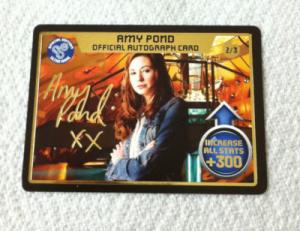 AMY POND
OFFICIAL AUTOGRAPH CARD
2/3
Amy
Pond
XX
INCREASE
ALL STATS
+300